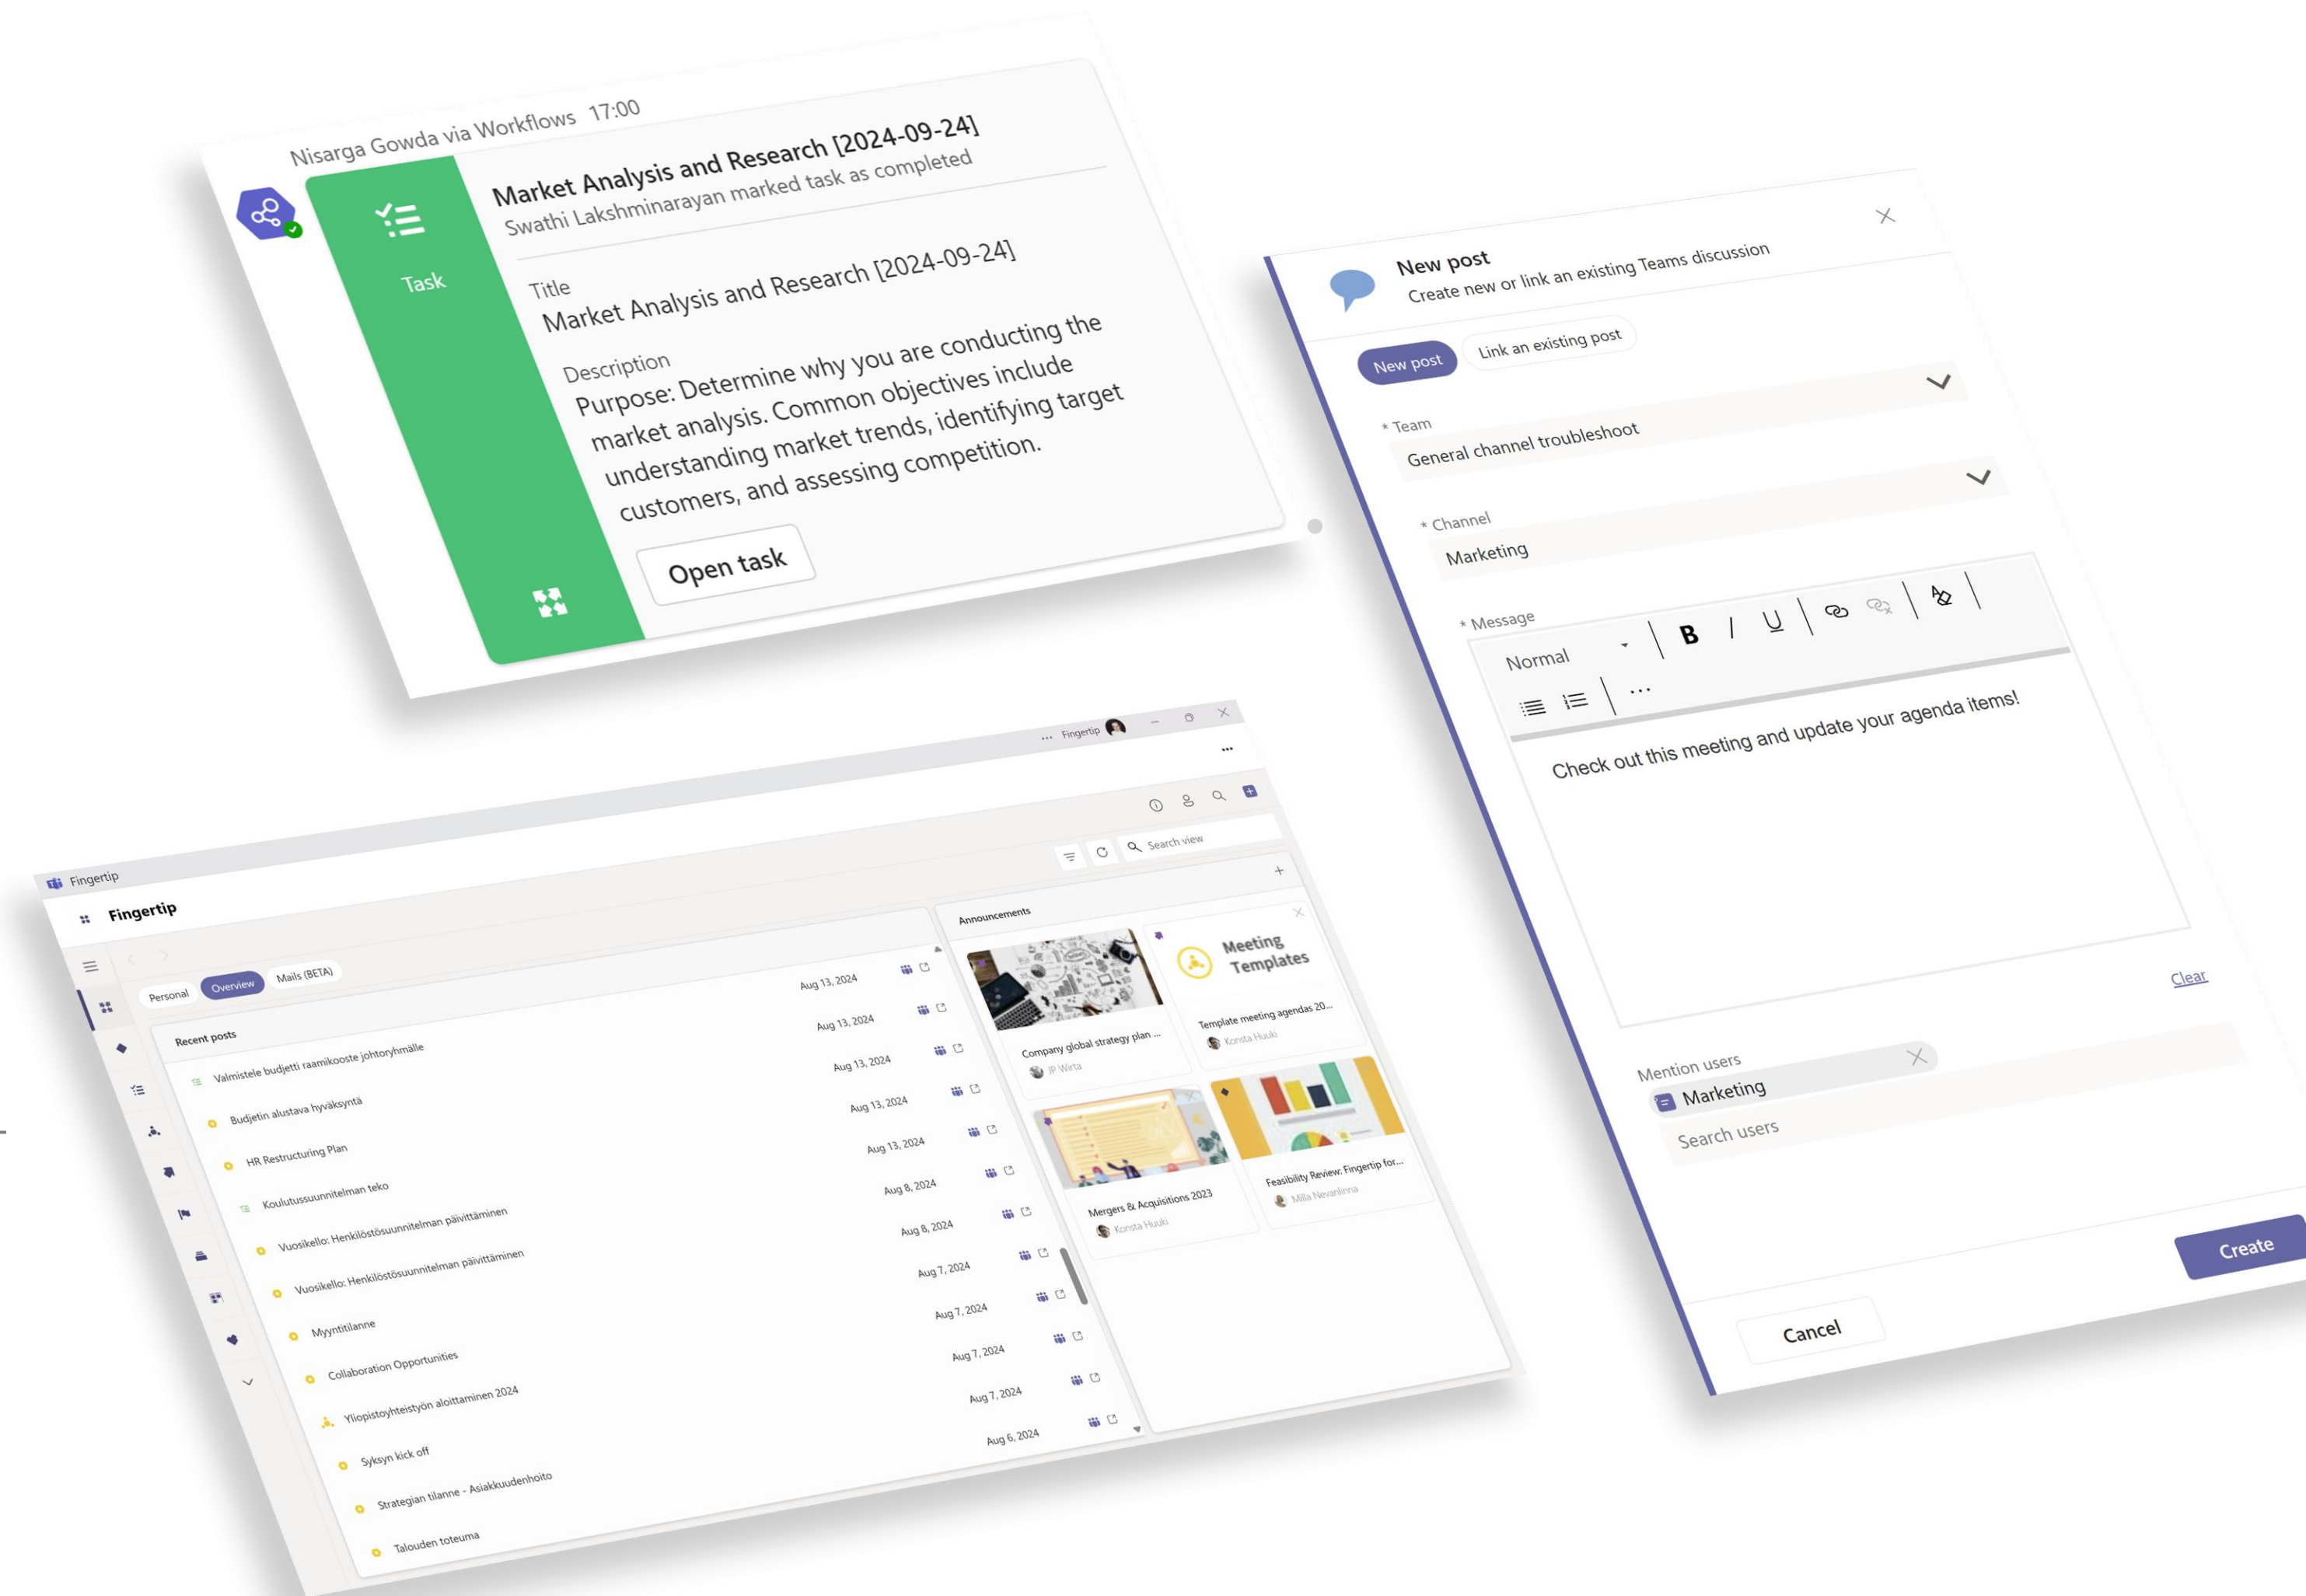 Nisarga Gowda via Workflows 17:00
Task
Market Analysis and Research [2024-09-24]
Swathi Lakshminarayan marked task as completed
Title
Market Analysis and Research [2024-09-24]
Description
Purpose: Determine why you are conducting the
market analysis. Common objectives include
understanding market trends, identifying target
customers, and assessing competition.
Open task
New post
Create new or link an existing Teams discussion
New post
Link an existing post
* Team
General channel troubleshoot
* Channel
Marketing
* Message
Normal
B I U
...
Check out this meeting and update your agenda items!
Clear
Mention users
Marketing
Search users
Create
Cancel
Fingertip
... Fingertip
Fingertip
...
Search view
Personal
Overview
Mails (BETA)
Recent posts
Valmistele budjetti raamikooste johtoryhmälle
Budjetin alustava hyväksyntä
HR Restructuring Plan
Koulutussuunnitelman teko
Vuosikello: Henkilöstösuunnitelman päivittäminen
Vuosikello: Henkilöstösuunnitelman päivittäminen
Myyntitilanne
Collaboration Opportunities
Yliopistoyhteistyön aloittaminen 2024
Syksyn kick off
Strategian tilanne - Asiakkuudenhoito
Talouden toteuma
Aug 13, 2024
Aug 13, 2024
Aug 13, 2024
Aug 13, 2024
Aug 13, 2024
Aug 8, 2024
Aug 8, 2024
Aug 7, 2024
Aug 7, 2024
Aug 7, 2024
Aug 7, 2024
Aug 6, 2024
Announcements
Company global strategy plan ...
JP Wirta
Meeting
Templates
Template meeting agendas 20...
Konsta Huuki
Mergers & Acquisitions 2023
Konsta Huuki
Feasibility Review: Fingertip for...
Milla Nevanlinna